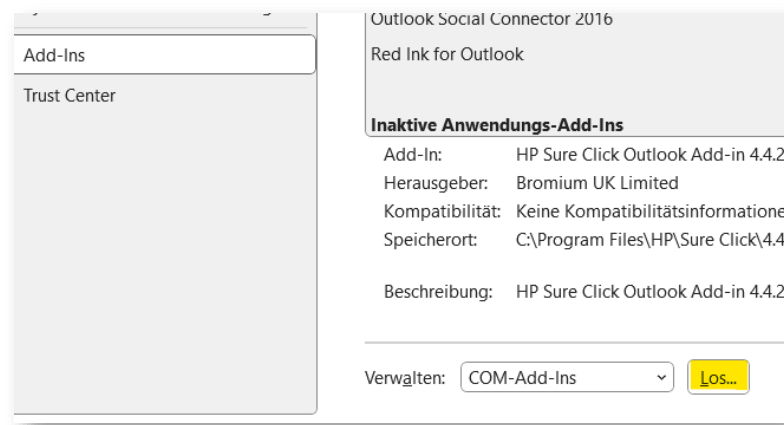 Outlook Social Connector 2016
Add-Ins
Red Ink for Outlook
Trust Center
Inaktive Anwendungs-Add-Ins
Add-In: HP Sure Click Outlook Add-in 4.4.2
Herausgeber: Bromium UK Limited
Kompatibilität: Keine Kompatibilitätsinformatione
Speicherort: C:\Program Files\HP\Sure Click\4.4
Beschreibung: HP Sure Click Outlook Add-in 4.4.2
Verwalten: COM-Add-Ins Los...